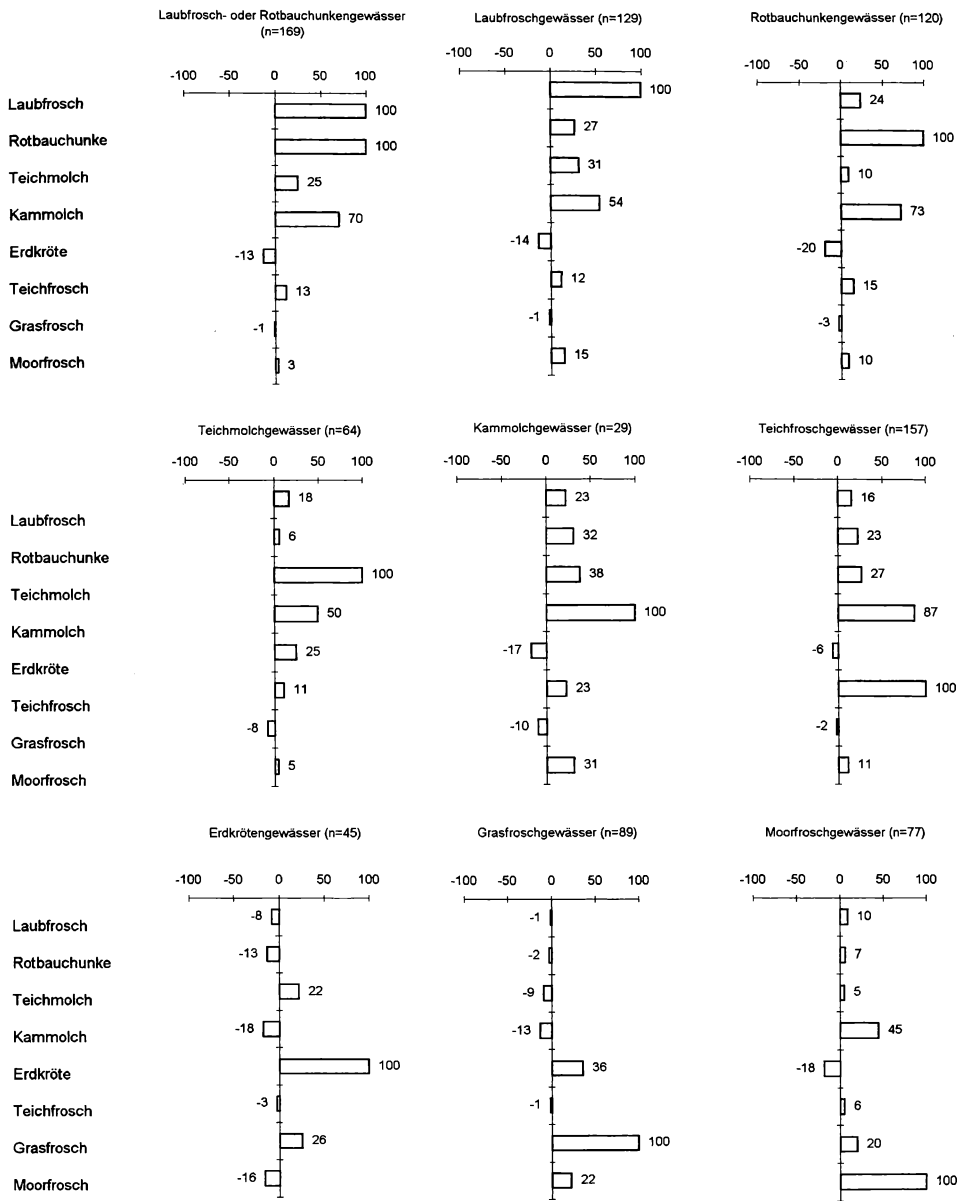 Laubfrosch- oder Rotbauchunkengewässer
(n=169)
Laubfroschgewässer (n=129)
Rotbauchunkengewässer (n=120)
-100 -50 0 50 100
-100 -50 0 50 100
-100 -50 0 50 100
Laubfrosch 100 100 24
Rotbauchunke 100 27 100
Teichmolch 25 31 10
Kammolch 70 54 73
Erdkröte -13 -14 -20
Teichfrosch 13 12 15
Grasfrosch -1 -1 -3
Moorfrosch 3 15 10
Teichmolchgewässer (n=64)
Kammolchgewässer (n=29)
Teichfroschgewässer (n=157)
-100 -50 0 50 100
-100 -50 0 50 100
-100 -50 0 50 100
Laubfrosch 18 23 16
Rotbauchunke 6 32 23
Teichmolch 100 38 27
Kammolch 50 100 87
Erdkröte 25 -17 -6
Teichfrosch 11 23 100
Grasfrosch -8 -10 -2
Moorfrosch 5 31 11
Erdkrötengewässer (n=45)
Grasfroschgewässer (n=89)
Moorfroschgewässer (n=77)
-100 -50 0 50 100
-100 -50 0 50 100
-100 -50 0 50 100
Laubfrosch -8 -1 10
Rotbauchunke -13 -2 7
Teichmolch 22 -9 5
Kammolch -18 -13 45
Erdkröte 100 36 -18
Teichfrosch -3 -1 6
Grasfrosch 26 100 20
Moorfrosch -16 22 100